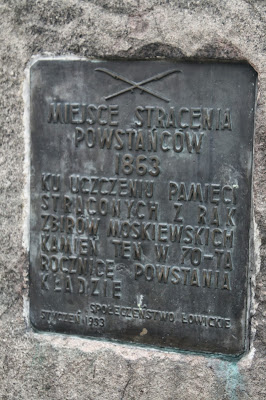 MIEJSCE STRACENIA
POWSTAŃCÓW
1863
KU UCZCZENIU PAMIĘCI
STRACONYCH Z RĄK
ZBIRÓW MOSKIEWSKICH
KAMIEŃ TEN W 70-TĄ
ROCZNICĘ POWSTANIA
KŁADZIE
SPOŁECZEŃSTWO ŁOWICKIE
STYCZEŃ 1933